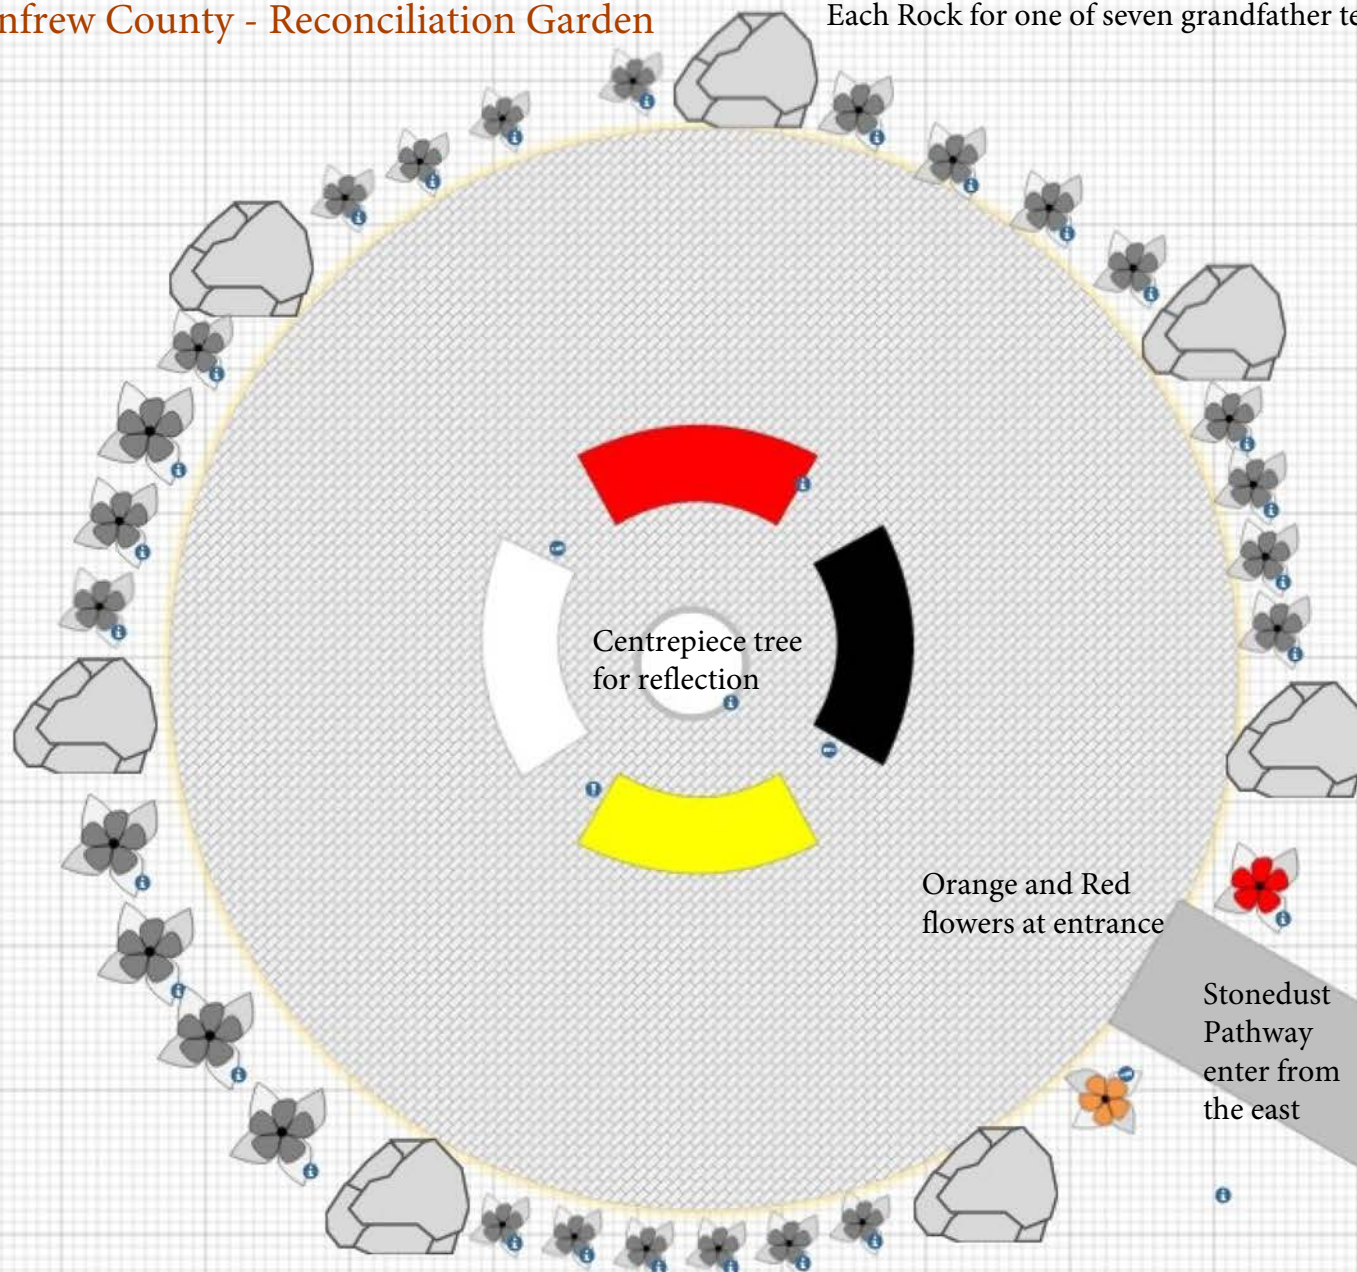 nfrew County - Reconciliation Garden
Each Rock for one of seven grandfather te
Centrepiece tree
for reflection
Orange and Red
flowers at entrance
Stonedust
Pathway
enter from
the east